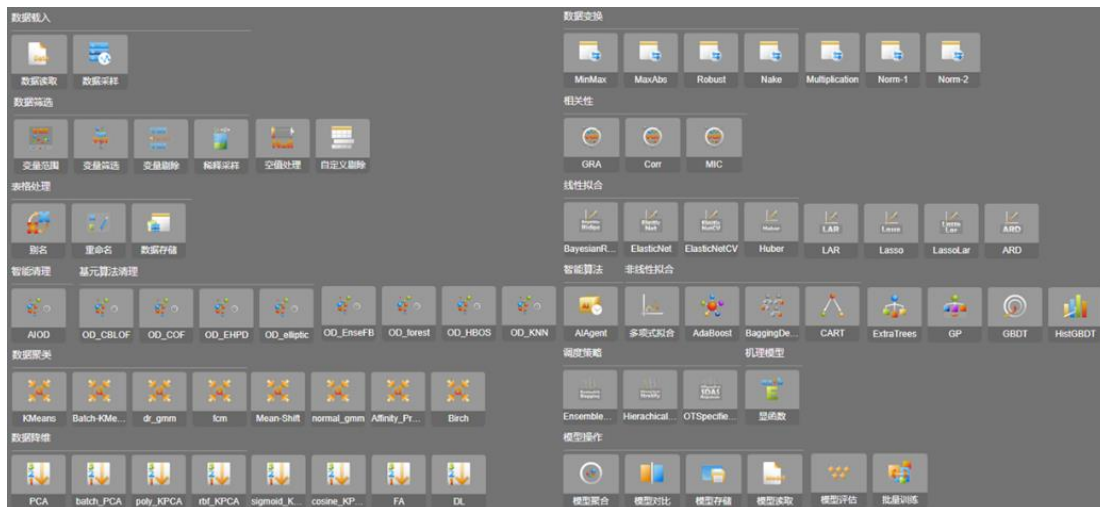 数据载入
数据读取 数据采样
数据筛选
变量范围 变量筛选 变量剔除 稀释采样 空值处理 自定义剔除
表格处理
别名 重命名 数据存储
智能清理 基元算法清理
AIOD OD_CBLOF OD_COF OD_EHPD OD_elliptic OD_EnseFB OD_forest OD_HBOS OD_KNN
数据聚类
KMeans Batch-KMe... dr_gmm fcm Mean-Shift normal_gmm Affinity_Pr... Birch
数据降维
PCA batch_PCA poly_KPCA rbf_KPCA sigmoid_K... cosine_KP... FA DL
数据变换
MinMax MaxAbs Robust Nake Multiplication Norm-1 Norm-2
相关性
GRA Corr MIC
线性拟合
BayesianR... ElasticNet ElasticNetCV Huber LAR Lasso LassoLar ARD
智能算法 非线性拟合
AIAgent 多项式拟合 AdaBoost BaggingDe... CART ExtraTrees GP GBDT HistGBDT
调度策略 机理模型
Ensemble... Hierachical... OTSpecifie... 显函数
模型操作
模型聚合 模型对比 模型存储 模型读取 模型评估 批量训练